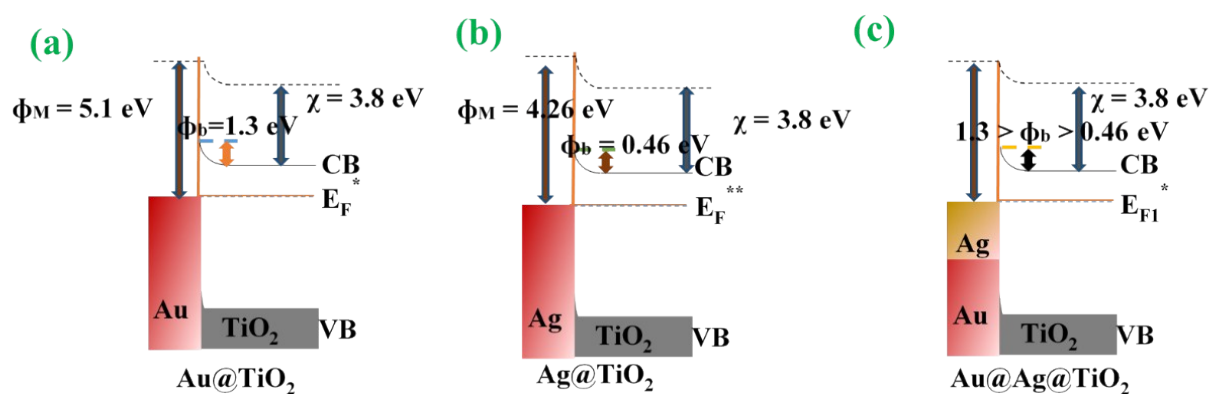 (a)
ϕM = 5.1 eV
ϕb=1.3 eV
χ = 3.8 eV
CB
EF*
Au
TiO2
VB
Au@TiO2
(b)
ϕM = 4.26 eV
ϕb = 0.46 eV
χ = 3.8 eV
CB
EF**
Ag
TiO2
VB
Ag@TiO2
(c)
χ = 3.8 eV
1.3 > ϕb > 0.46 eV
CB
EF1*
Ag
Au
TiO2
VB
Au@Ag@TiO2